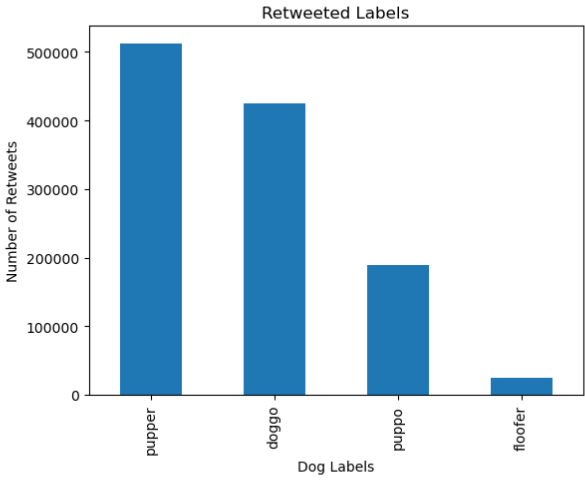 Retweeted Labels
Number of Retweets
500000
400000
300000
200000
100000
0
pupper
doggo
puppo
floofer
Dog Labels